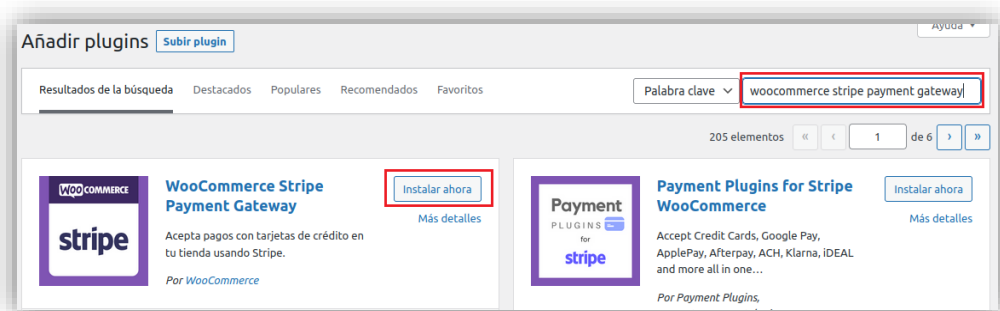 Ayuda
Añadir plugins Subir plugin
Resultados de la búsqueda Destacados Populares Recomendados Favoritos Palabra clave woocommerce stripe payment gateway
205 elementos « ‹ 1 de 6 › »
WOO COMMERCE
stripe
WooCommerce Stripe
Payment Gateway
Instalar ahora
Más detalles
Acepta pagos con tarjetas de crédito en
tu tienda usando Stripe.
Por WooCommerce
Payment
PLUGINS
for
stripe
Payment Plugins for Stripe
WooCommerce
Instalar ahora
Más detalles
Accept Credit Cards, Google Pay,
ApplePay, Afterpay, ACH, Klarna, iDEAL
and more all in one…
Por Payment Plugins,